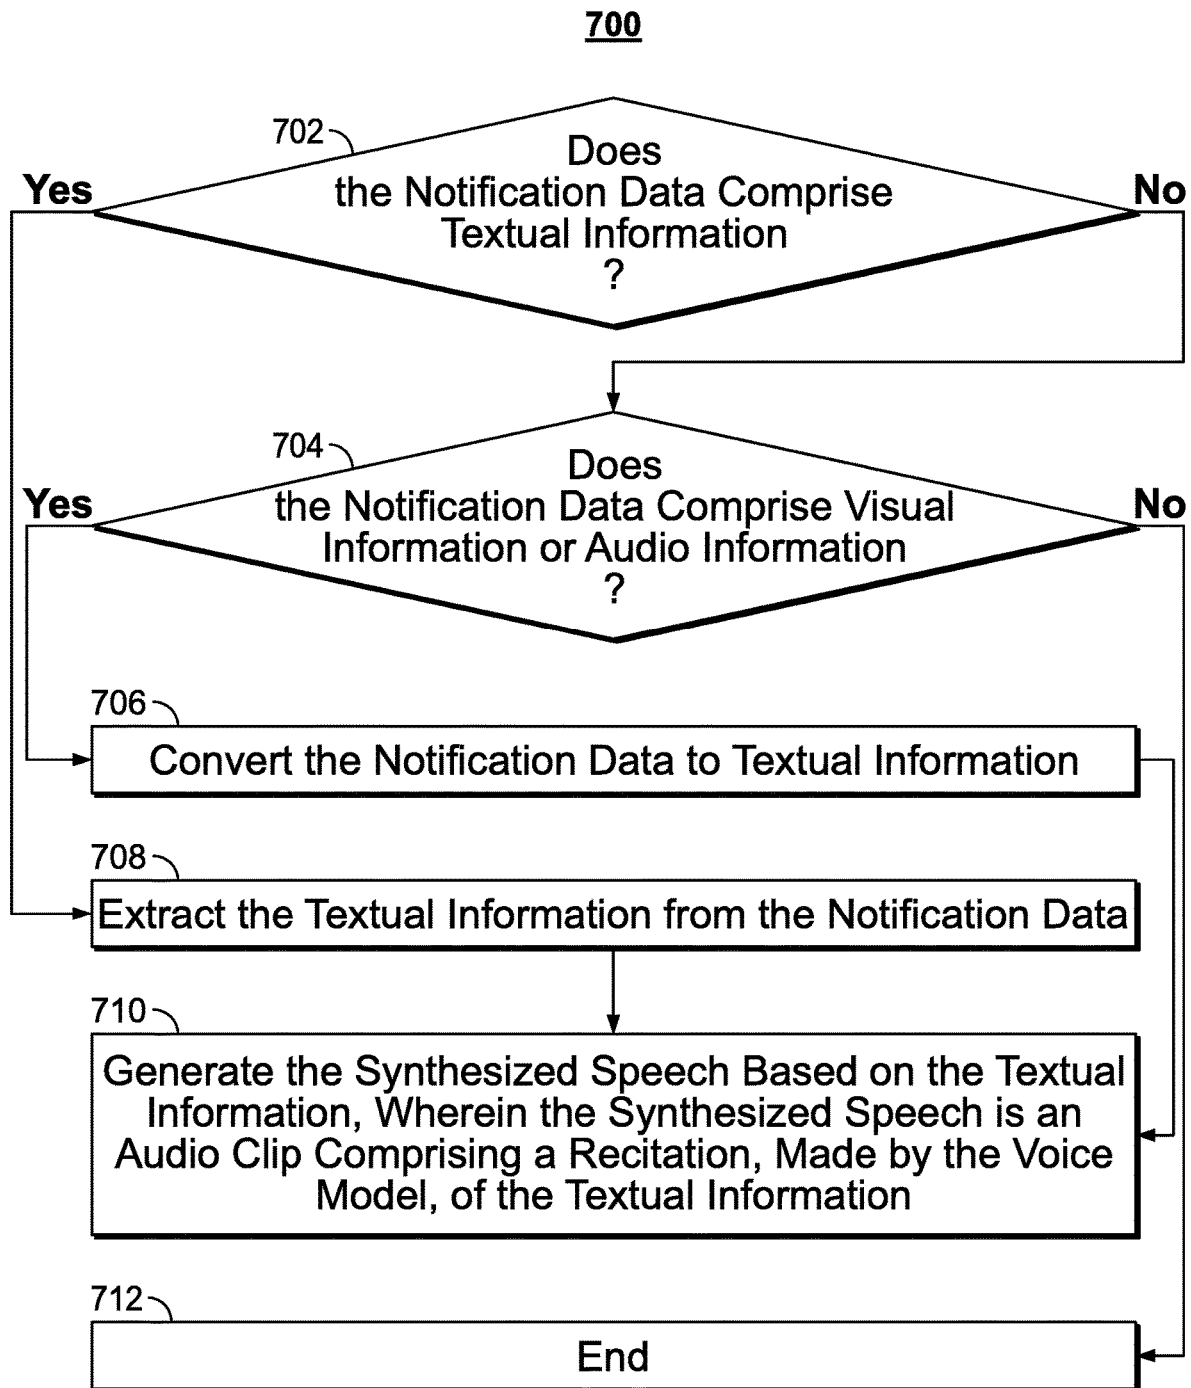 700
702
Does
the Notification Data Comprise
Textual Information
?
Yes
No
704
Does
the Notification Data Comprise Visual
Information or Audio Information
?
Yes
No
706
Convert the Notification Data to Textual Information
708
Extract the Textual Information from the Notification Data
710
Generate the Synthesized Speech Based on the Textual
Information, Wherein the Synthesized Speech is an
Audio Clip Comprising a Recitation, Made by the Voice
Model, of the Textual Information
712
End